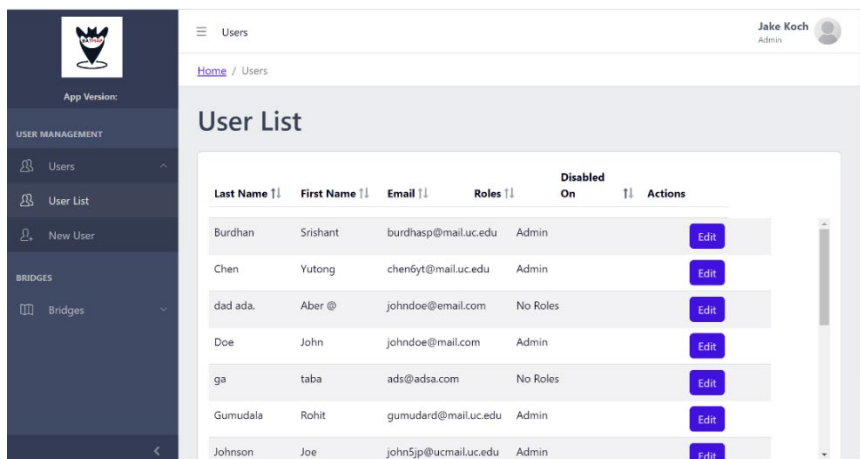 BATMAP
App Version:
USER MANAGEMENT
Users
User List
New User
BRIDGES
Bridges
Users
Jake Koch
Admin
Home / Users
User List
Last Name First Name Email Roles Disabled On Actions
Burdhan Srishant burdhasp@mail.uc.edu Admin Edit
Chen Yutong chen6yt@mail.uc.edu Admin Edit
dad ada. Aber @ johndoe@email.com No Roles Edit
Doe John johndoe@mail.com Admin Edit
ga taba ads@adsa.com No Roles Edit
Gumudala Rohit gumudard@mail.uc.edu Admin Edit
Johnson Joe john5jp@ucmail.uc.edu Admin Edit